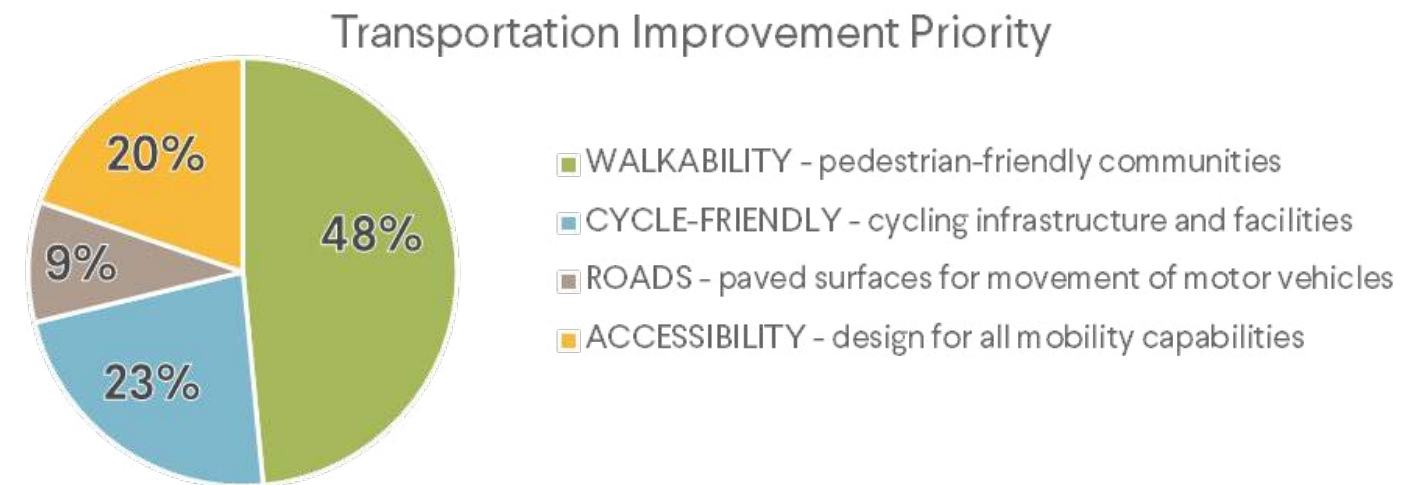 Transportation Improvement Priority
20%
48%
9%
23%
WALKABILITY - pedestrian-friendly communities
CYCLE-FRIENDLY - cycling infrastructure and facilities
ROADS - paved surfaces for movement of motor vehicles
ACCESSIBILITY - design for all mobility capabilities